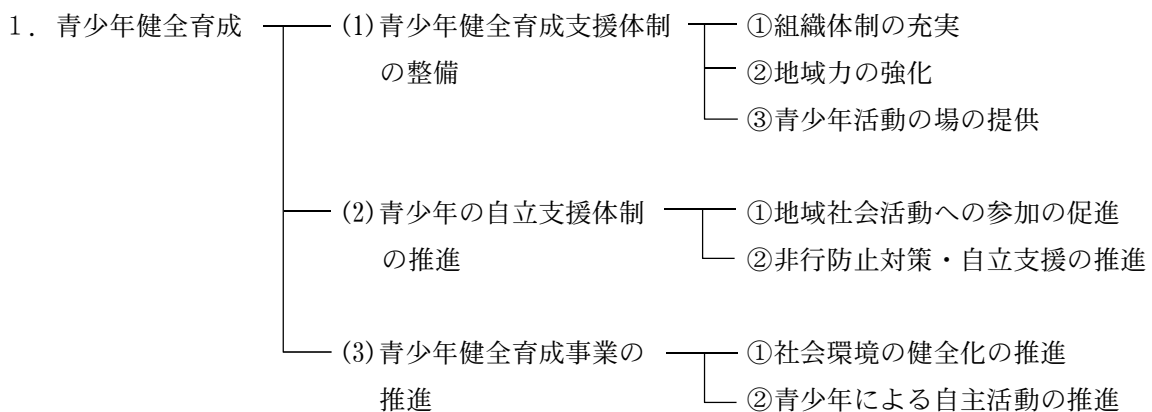 １．青少年健全育成
(1)青少年健全育成支援体制
の整備
①組織体制の充実
②地域力の強化
③青少年活動の場の提供
(2)青少年の自立支援体制
の推進
①地域社会活動への参加の促進
②非行防止対策・自立支援の推進
(3)青少年健全育成事業の
推進
①社会環境の健全化の推進
②青少年による自主活動の推進